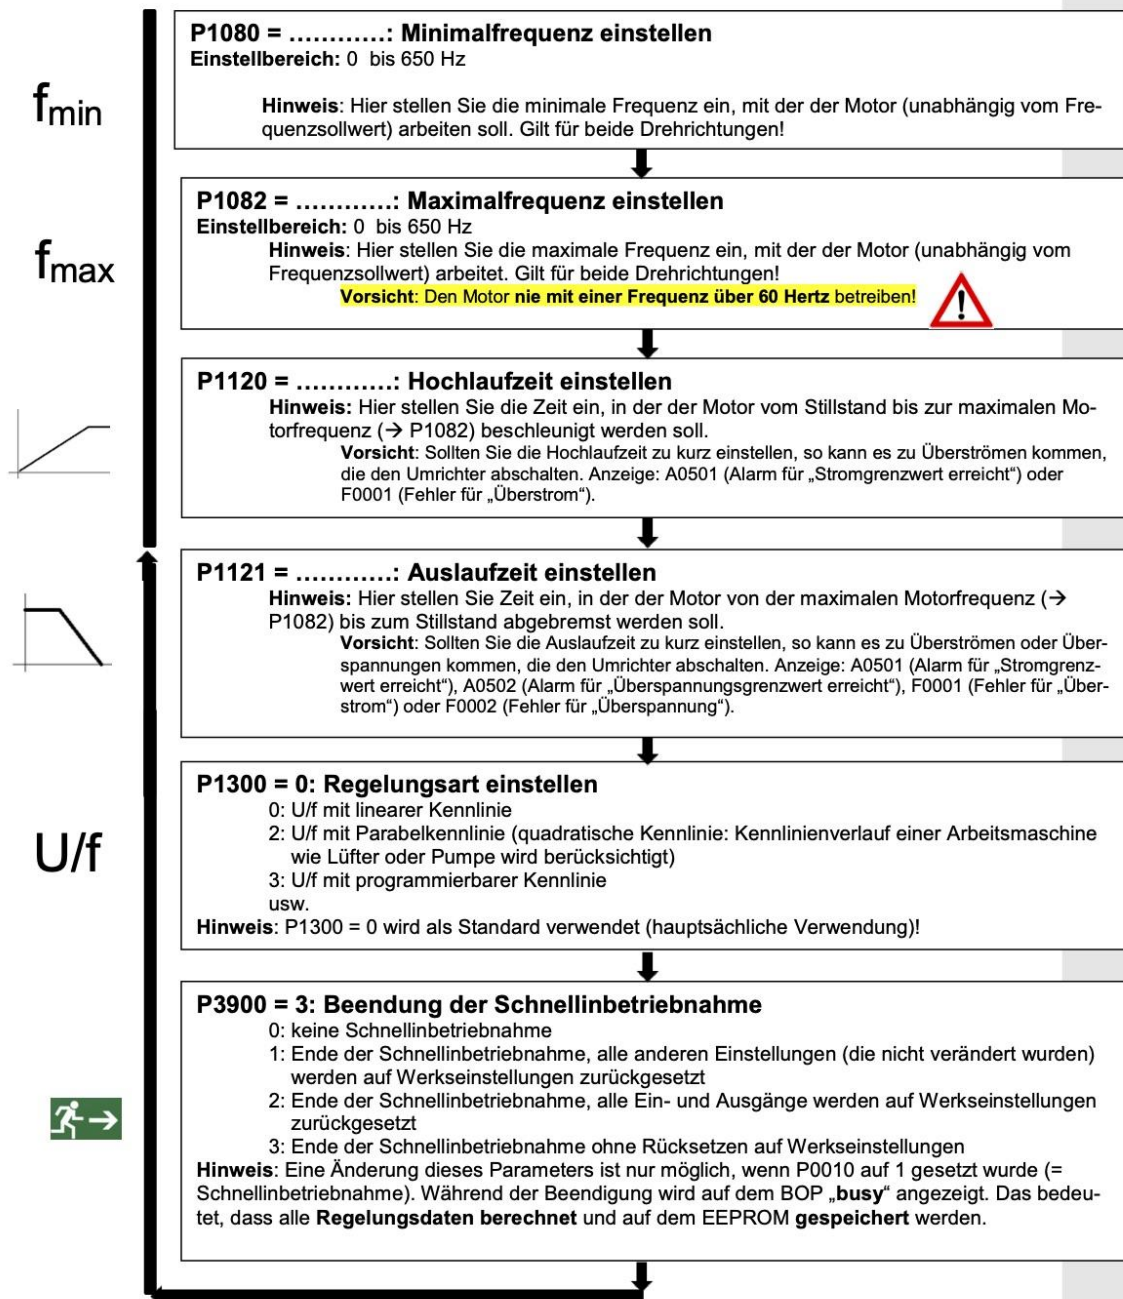 P1080 = …………: Minimalfrequenz einstellen
Einstellbereich: 0 bis 650 Hz
fmin
Hinweis: Hier stellen Sie die minimale Frequenz ein, mit der der Motor (unabhängig vom Fre-
quenzsollwert) arbeiten soll. Gilt für beide Drehrichtungen!
P1082 = …………: Maximalfrequenz einstellen
Einstellbereich: 0 bis 650 Hz
fmax
Hinweis: Hier stellen Sie die maximale Frequenz ein, mit der der Motor (unabhängig vom
Frequenzsollwert) arbeitet. Gilt für beide Drehrichtungen!
Vorsicht: Den Motor nie mit einer Frequenz über 60 Hertz betreiben!
P1120 = …………: Hochlaufzeit einstellen
Hinweis: Hier stellen Sie die Zeit ein, in der der Motor vom Stillstand bis zur maximalen Mo-
torfrequenz (→ P1082) beschleunigt werden soll.
Vorsicht: Sollten Sie die Hochlaufzeit zu kurz einstellen, so kann es zu Überströmen kommen,
die den Umrichter abschalten. Anzeige: A0501 (Alarm für „Stromgrenzwert erreicht“) oder
F0001 (Fehler für „Überstrom“).
P1121 = …………: Auslaufzeit einstellen
Hinweis: Hier stellen Sie Zeit ein, in der der Motor von der maximalen Motorfrequenz (→
P1082) bis zum Stillstand abgebremst werden soll.
Vorsicht: Sollten Sie die Auslaufzeit zu kurz einstellen, so kann es zu Überströmen oder Über-
spannungen kommen, die den Umrichter abschalten. Anzeige: A0501 (Alarm für „Stromgrenz-
wert erreicht“), A0502 (Alarm für „Überspannungsgrenzwert erreicht“), F0001 (Fehler für „Über-
strom“) oder F0002 (Fehler für „Überspannung“).
P1300 = 0: Regelungsart einstellen
0: U/f mit linearer Kennlinie
2: U/f mit Parabelkennlinie (quadratische Kennlinie: Kennlinienverlauf einer Arbeitsmaschine
wie Lüfter oder Pumpe wird berücksichtigt)
U/f
3: U/f mit programmierbarer Kennlinie
usw.
Hinweis: P1300 = 0 wird als Standard verwendet (hauptsächliche Verwendung)!
P3900 = 3: Beendung der Schnellinbetriebnahme
0: keine Schnellinbetriebnahme
1: Ende der Schnellinbetriebnahme, alle anderen Einstellungen (die nicht verändert wurden)
werden auf Werkseinstellungen zurückgesetzt
2: Ende der Schnellinbetriebnahme, alle Ein- und Ausgänge werden auf Werkseinstellungen
zurückgesetzt
3: Ende der Schnellinbetriebnahme ohne Rücksetzen auf Werkseinstellungen
Hinweis: Eine Änderung dieses Parameters ist nur möglich, wenn P0010 auf 1 gesetzt wurde (=
Schnellinbetriebnahme). Während der Beendigung wird auf dem BOP „busy“ angezeigt. Das bedeu-
tet, dass alle Regelungsdaten berechnet und auf dem EEPROM gespeichert werden.